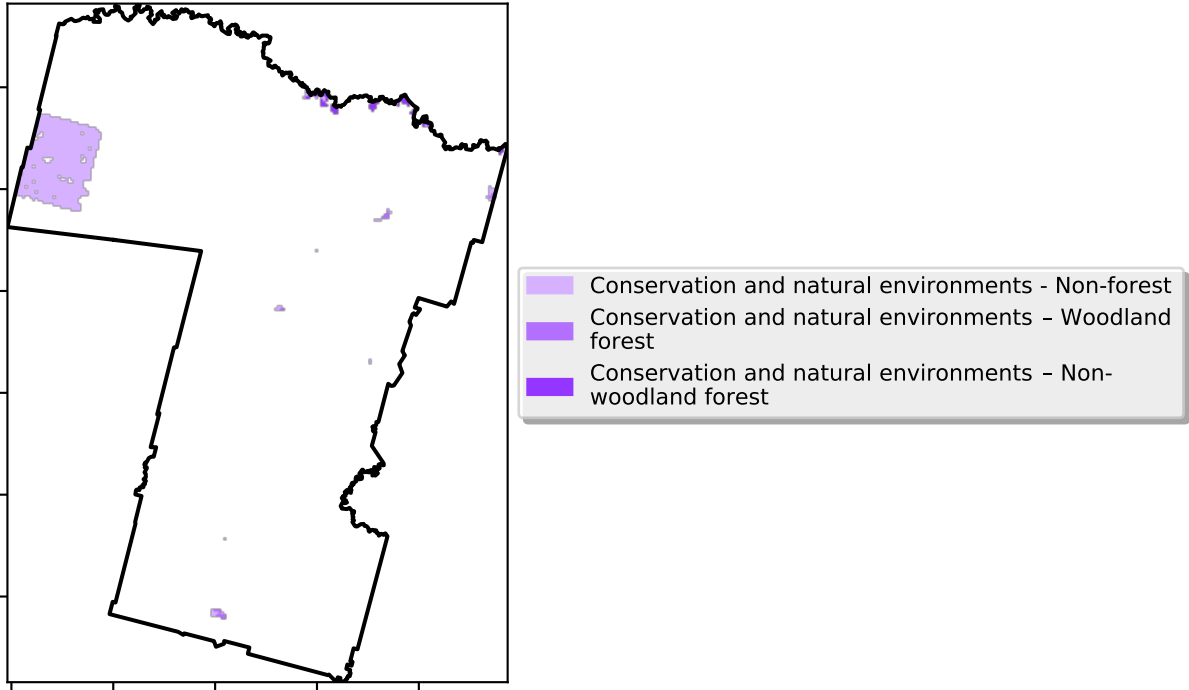 Conservation and natural environments - Non-forest
Conservation and natural environments – Woodland
forest
Conservation and natural environments – Non-
woodland forest